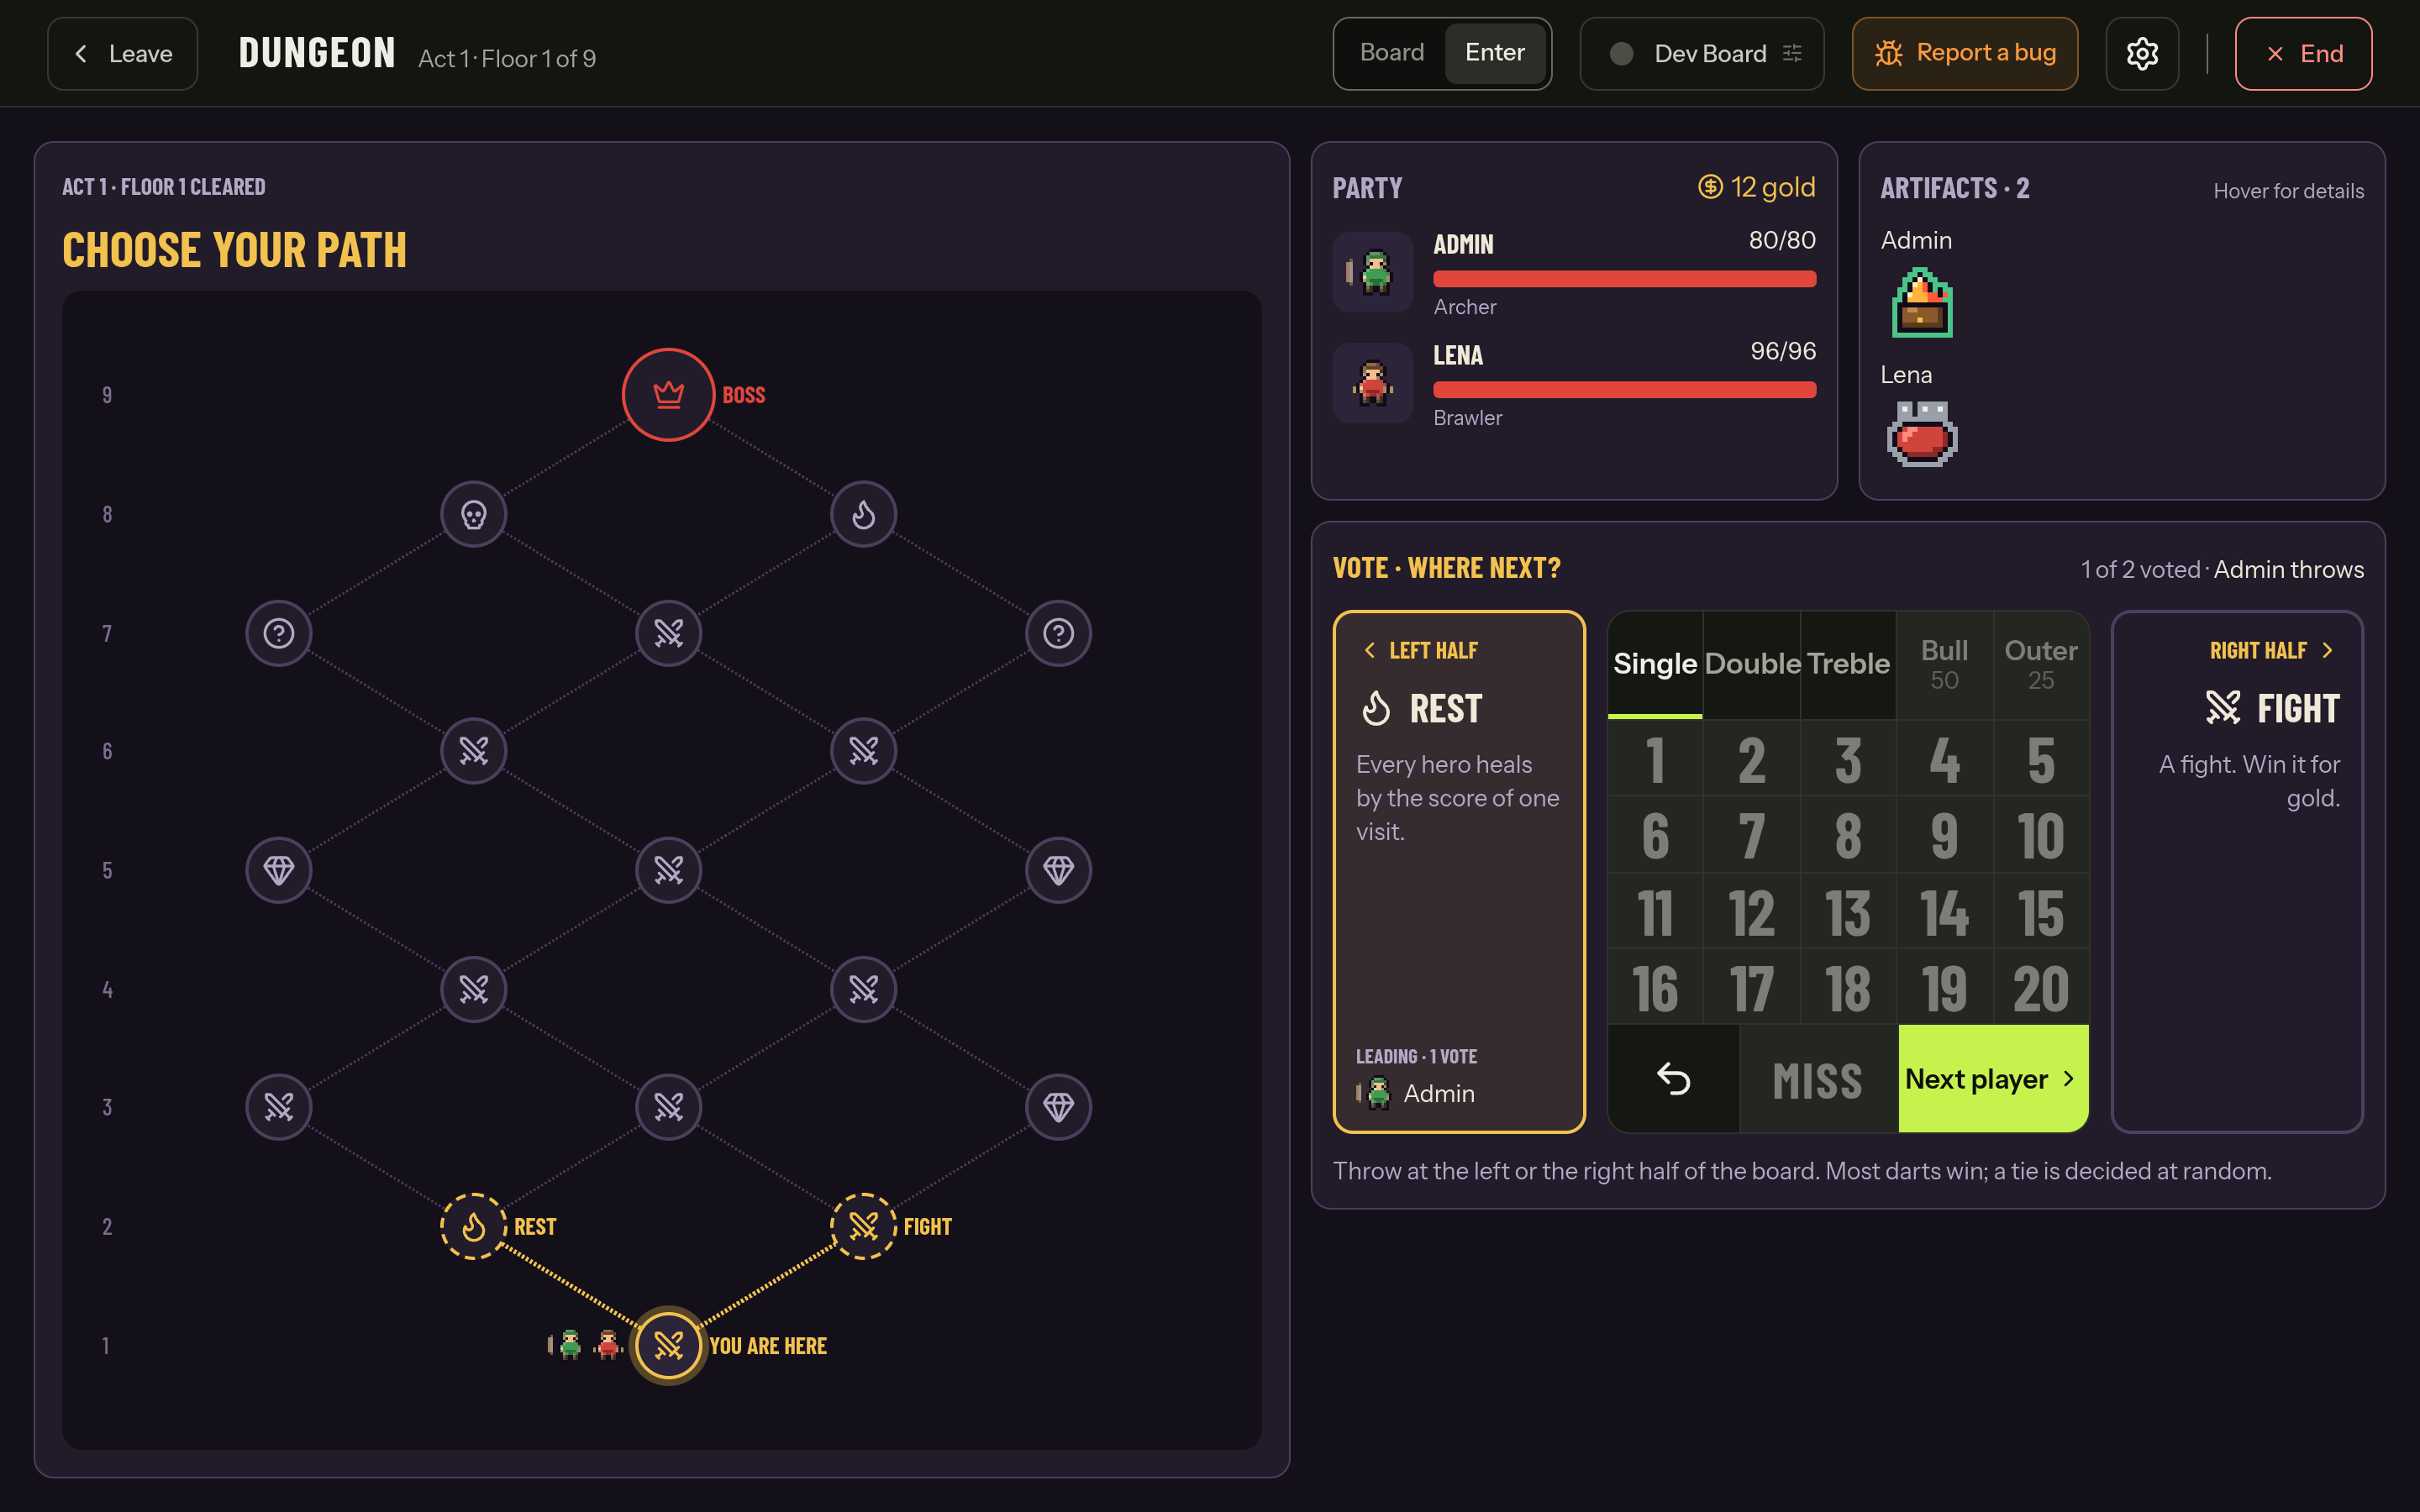 Leave
DUNGEON
Act 1 · Floor 1 of 9
Board
Enter
Dev Board
Report a bug
End
ACT 1 · FLOOR 1 CLEARED
CHOOSE YOUR PATH
9
BOSS
8
7
6
5
4
3
2
REST
FIGHT
1
YOU ARE HERE
PARTY
12 gold
ADMIN
80/80
Archer
LENA
96/96
Brawler
ARTIFACTS · 2
Hover for details
Admin
Lena
VOTE · WHERE NEXT?
1 of 2 voted · Admin throws
LEFT HALF
REST
Every hero heals
by the score of one
visit.
LEADING · 1 VOTE
Admin
Single
Double
Treble
Bull
50
Outer
25
1 2 3 4 5
6 7 8 9 10
11 12 13 14 15
16 17 18 19 20
MISS
Next player
RIGHT HALF
FIGHT
A fight. Win it for
gold.
Throw at the left or the right half of the board. Most darts win; a tie is decided at random.